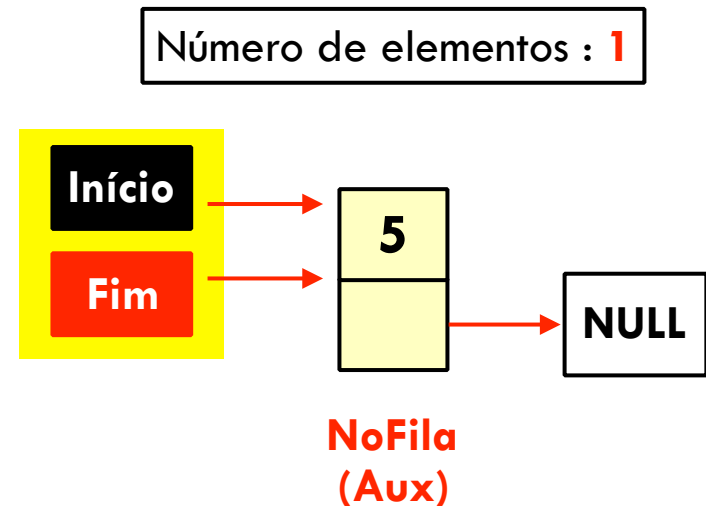 Número de elementos : 1
Início
5
Fim
NULL
NoFila
(Aux)